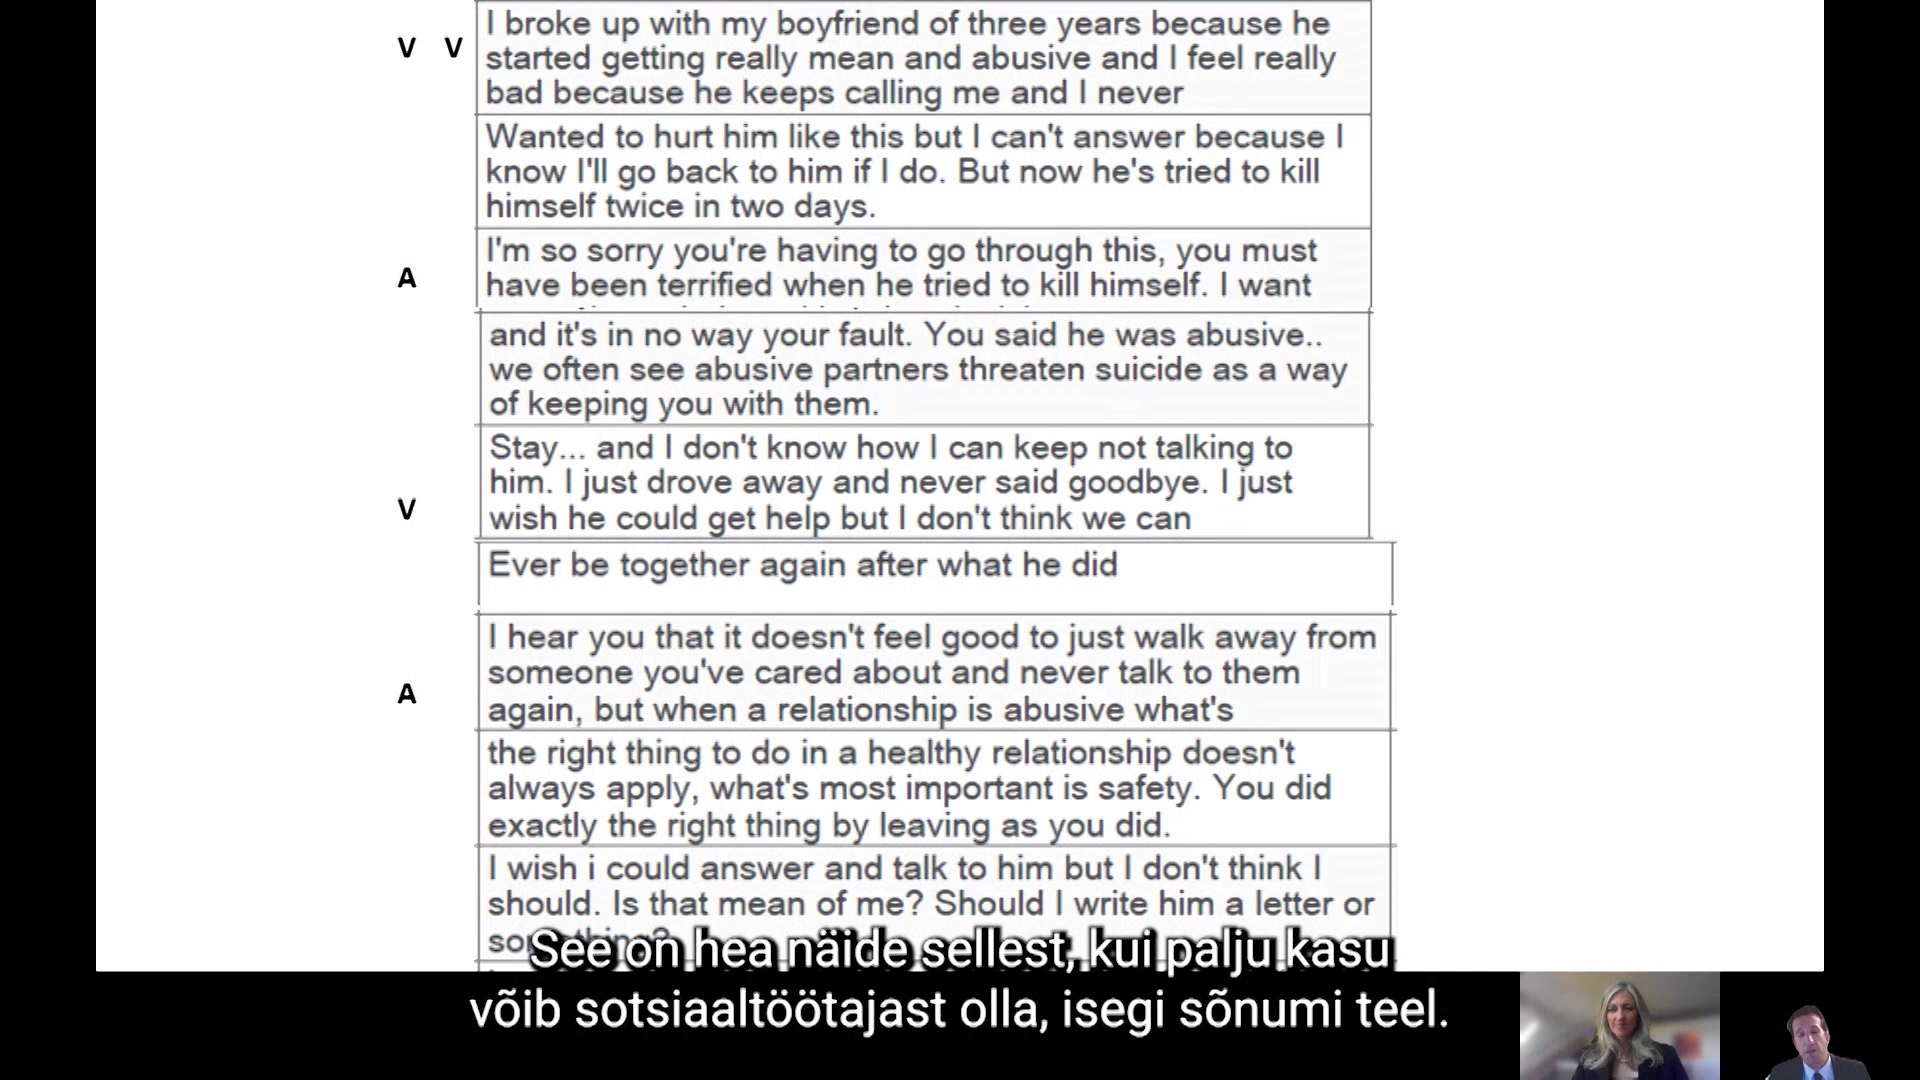 V V
I broke up with my boyfriend of three years because he
started getting really mean and abusive and I feel really
bad because he keeps calling me and I never
Wanted to hurt him like this but I can't answer because I
know I'll go back to him if I do. But now he's tried to kill
himself twice in two days.
A
I'm so sorry you're having to go through this, you must
have been terrified when he tried to kill himself. I want
and it's in no way your fault. You said he was abusive..
we often see abusive partners threaten suicide as a way
of keeping you with them.
V
Stay... and I don't know how I can keep not talking to
him. I just drove away and never said goodbye. I just
wish he could get help but I don't think we can
Ever be together again after what he did
A
I hear you that it doesn't feel good to just walk away from
someone you've cared about and never talk to them
again, but when a relationship is abusive what's
the right thing to do in a healthy relationship doesn't
always apply, what's most important is safety. You did
exactly the right thing by leaving as you did.
I wish i could answer and talk to him but I don't think I
should. Is that mean of me? Should I write him a letter or
something?
See on hea näide sellest, kui palju kasu
võib sotsiaaltöötajast olla, isegi sõnumi teel.